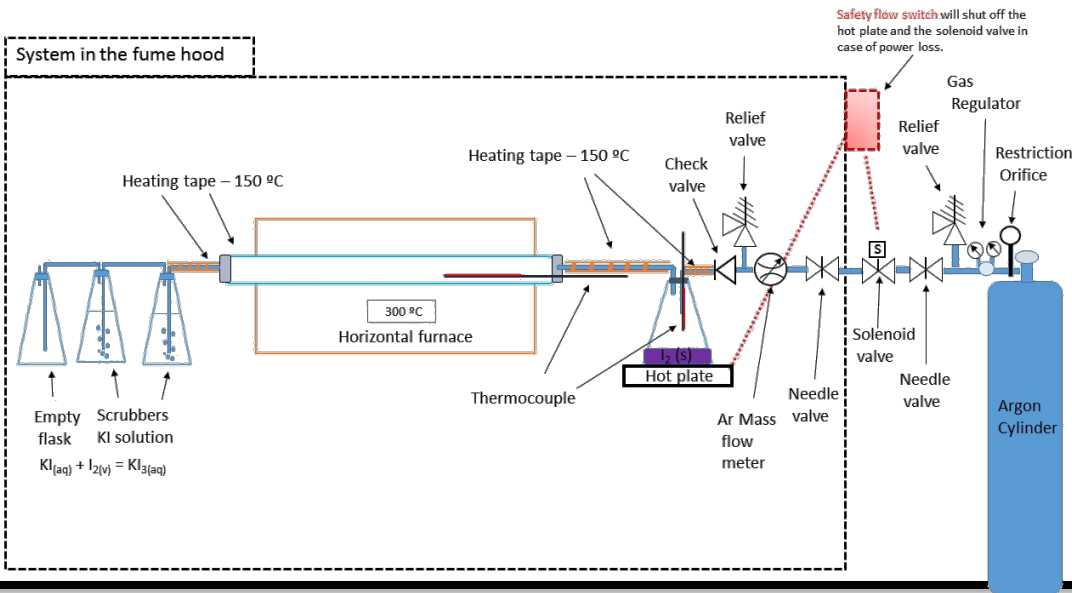 Safety flow switch will shut off the
hot plate and the solenoid valve in
case of power loss.
System in the fume hood
Gas
Regulator
Relief
valve
Relief
valve
Restriction
Orifice
Heating tape – 150 ºC
Check
valve
Heating tape – 150 ºC
S
300 ºC
Horizontal furnace
I2 (s)
Hot plate
Solenoid
valve
Thermocouple
Needle
valve
Needle
valve
Argon
Cylinder
Empty
flask
Scrubbers
KI solution
Ar Mass
flow
meter
KI(aq) + I2(v) = KI3(aq)